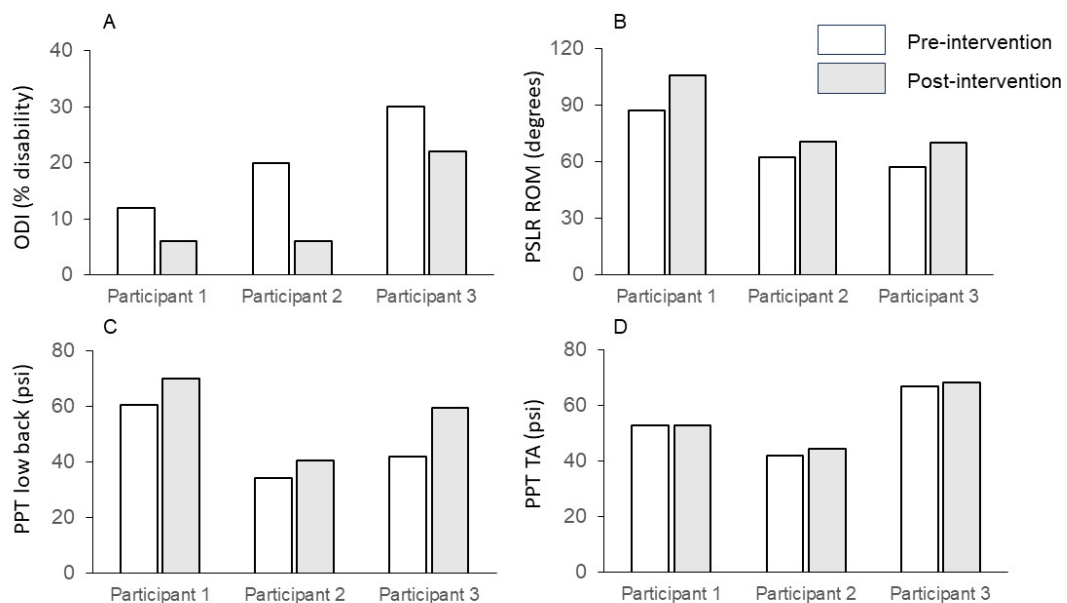 A
ODI (% disability)
40
30
20
10
0
Participant 1 Participant 2 Participant 3
B
PSLR ROM (degrees)
120
90
60
30
0
Participant 1 Participant 2 Participant 3
Pre-intervention
Post-intervention
C
PPT low back (psi)
80
60
40
20
0
Participant 1 Participant 2 Participant 3
D
PPT TA (psi)
80
60
40
20
0
Participant 1 Participant 2 Participant 3